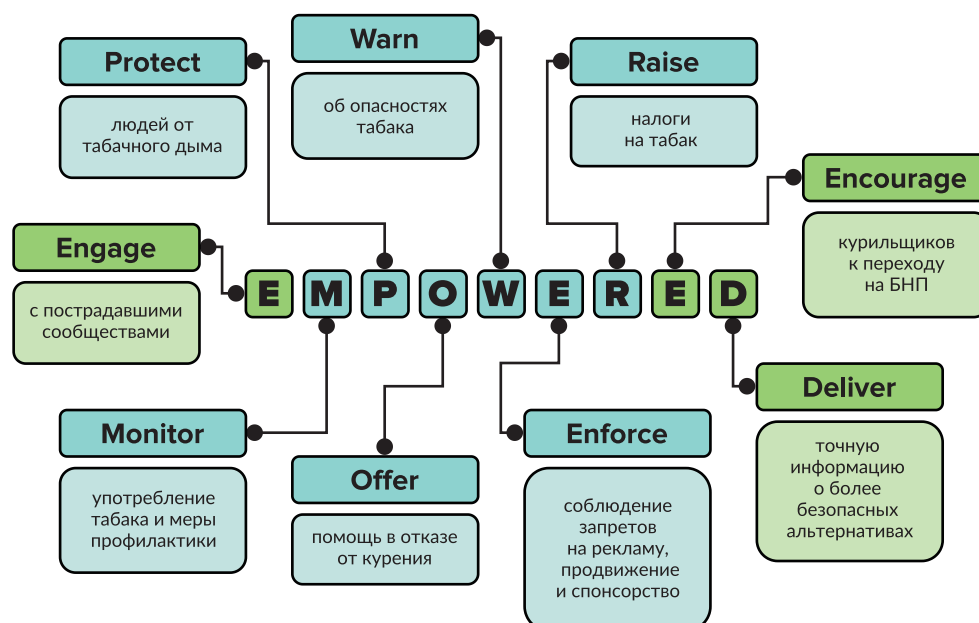 Protect
людей от
табачного дыма
Warn
об опасностях
табака
Raise
налоги
на табак
Encourage
курильщиков
к переходу
на БНП
Engage
с пострадавшими
сообществами
EMPOWERED
Monitor
употребление
табака и меры
профилактики
Offer
помощь в отказе
от курения
Enforce
соблюдение
запретов
на рекламу,
продвижение
и спонсорство
Deliver
точную
информацию
о более
безопасных
альтернативах